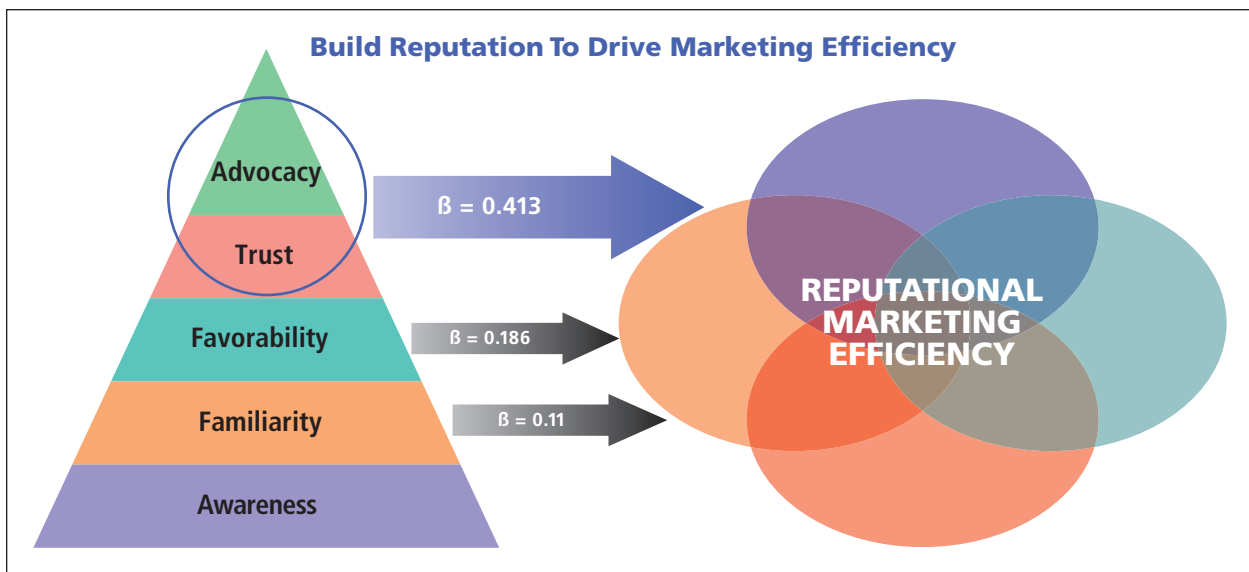 Build Reputation To Drive Marketing Efficiency
Advocacy
ß = 0.413
Trust
REPUTATIONAL
MARKETING
EFFICIENCY
Favorability
ß = 0.186
Familiarity
ß = 0.11
Awareness